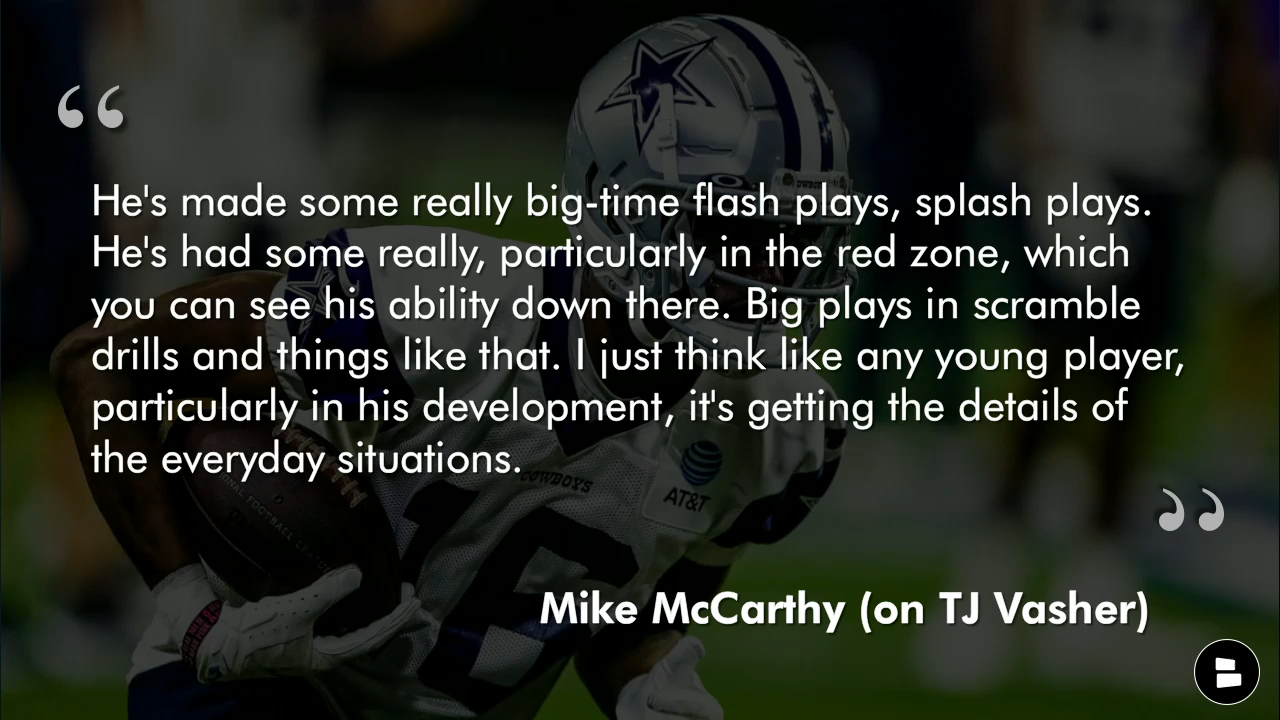 “
He's made some really big-time flash plays, splash plays.
He's had some really, particularly in the red zone, which
you can see his ability down there. Big plays in scramble
drills and things like that. I just think like any young player,
particularly in his development, it's getting the details of
the everyday situations.
”
Mike McCarthy (on TJ Vasher)
COWBOYS
AT&T